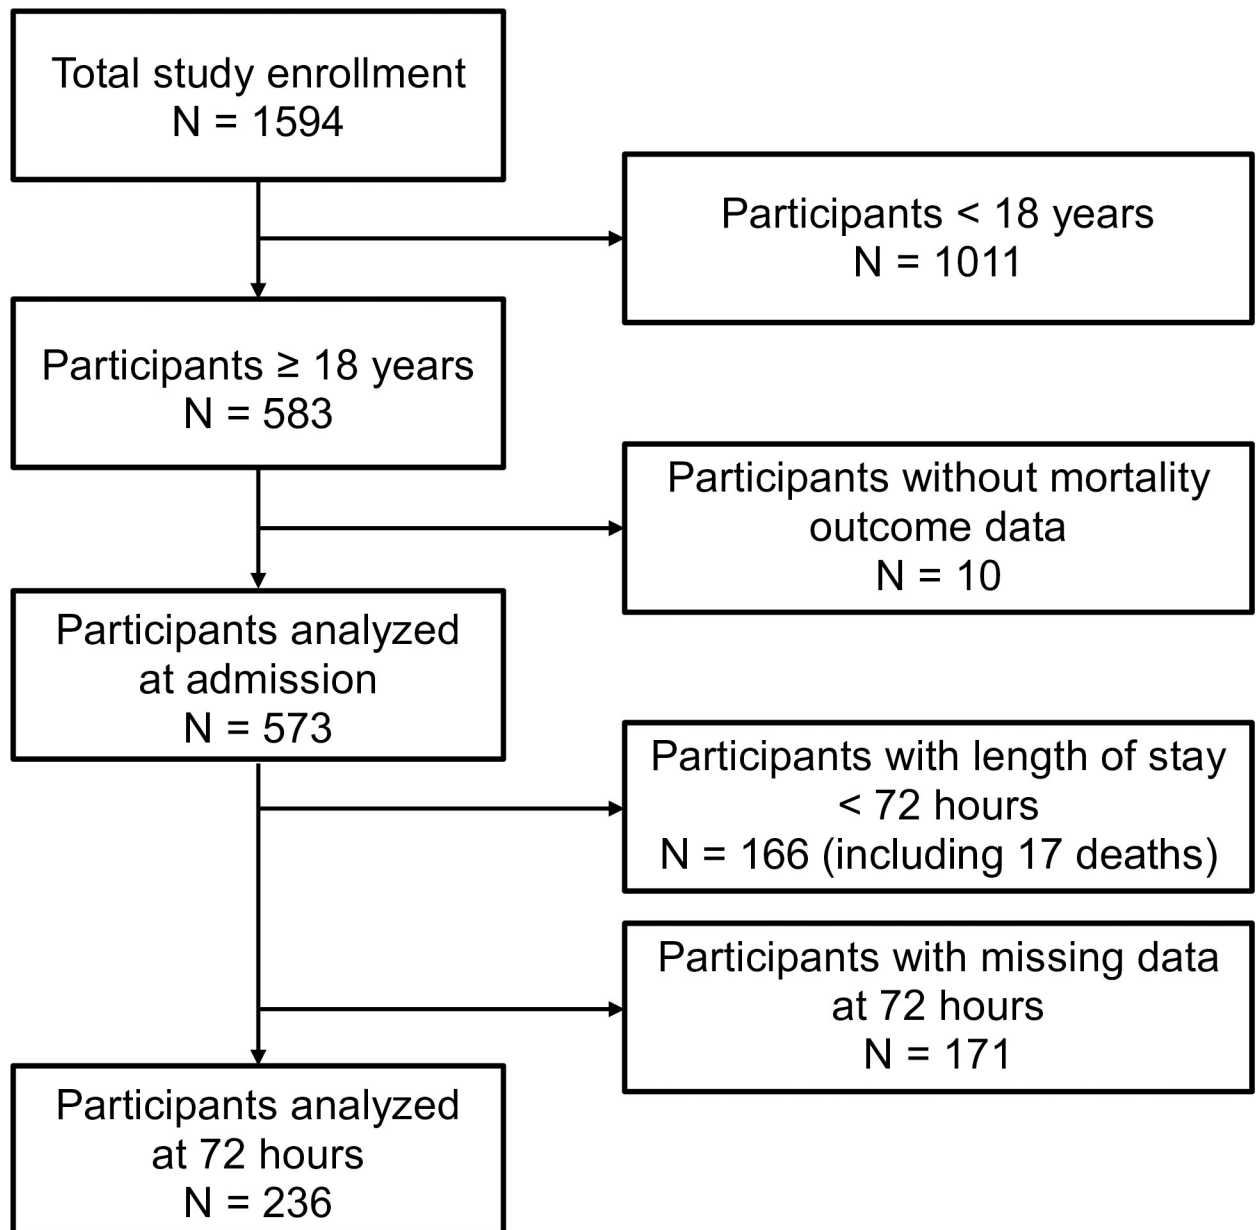 Total study enrollment
N = 1594
Participants < 18 years
N = 1011
Participants ≥ 18 years
N = 583
Participants without mortality
outcome data
N = 10
Participants analyzed
at admission
N = 573
Participants with length of stay
< 72 hours
N = 166 (including 17 deaths)
Participants with missing data
at 72 hours
N = 171
Participants analyzed
at 72 hours
N = 236